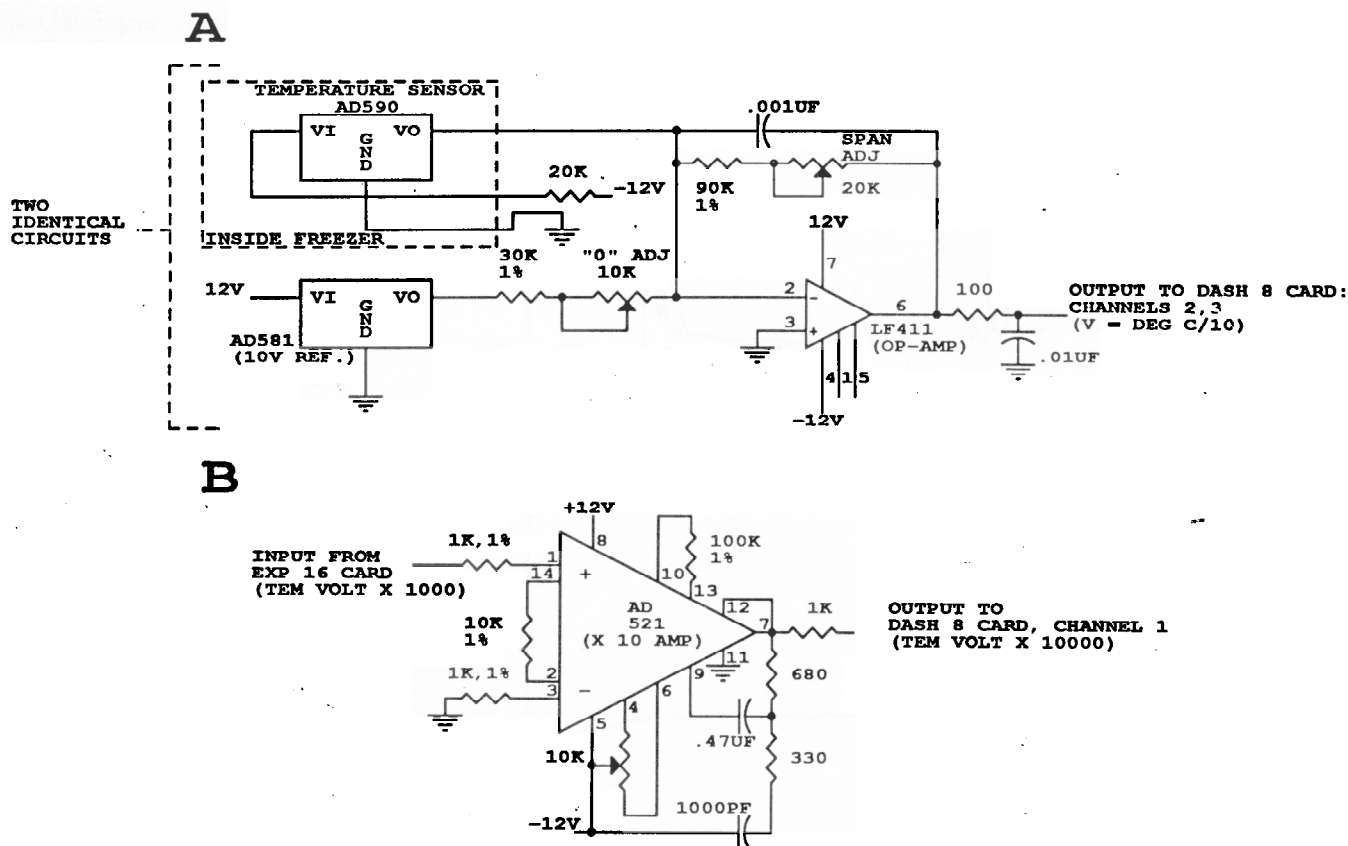 A
TEMPERATURE SENSOR
AD590
VI
VO
GND
.001UF
SPAN
ADJ
20K
90K
1%
20K
-12V
TWO
IDENTICAL
CIRCUITS
INSIDE FREEZER
12V
7
30K
1%
"0" ADJ
10K
12V
VI
VO
GND
AD581
(10V REF.)
2
-
3
+
6
LF411
(OP-AMP)
4
1
5
-12V
100
.01UF
OUTPUT TO DASH 8 CARD:
CHANNELS 2,3
(V = DEG C/10)
B
+12V
8
1K,1%
INPUT FROM
EXP 16 CARD
(TEM VOLT X 1000)
1
14
+
10
100K
1%
13
12
AD
521
(X 10 AMP)
7
1K
OUTPUT TO
DASH 8 CARD, CHANNEL 1
(TEM VOLT X 10000)
10K
1%
11
1K,1%
2
3
-
9
6
680
4
5
.47UF
10K
330
1000PF
-12V